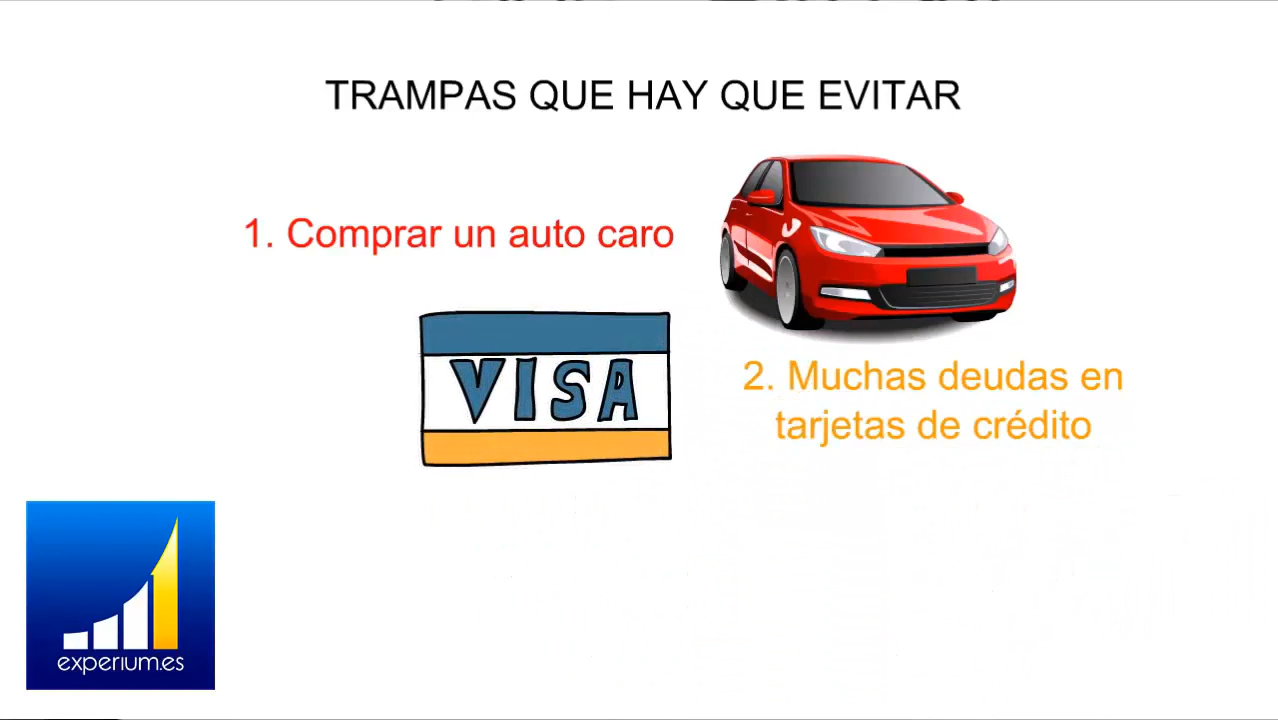 TRAMPAS QUE HAY QUE EVITAR
1. Comprar un auto caro
VISA
2. Muchas deudas en
tarjetas de crédito
experium.es